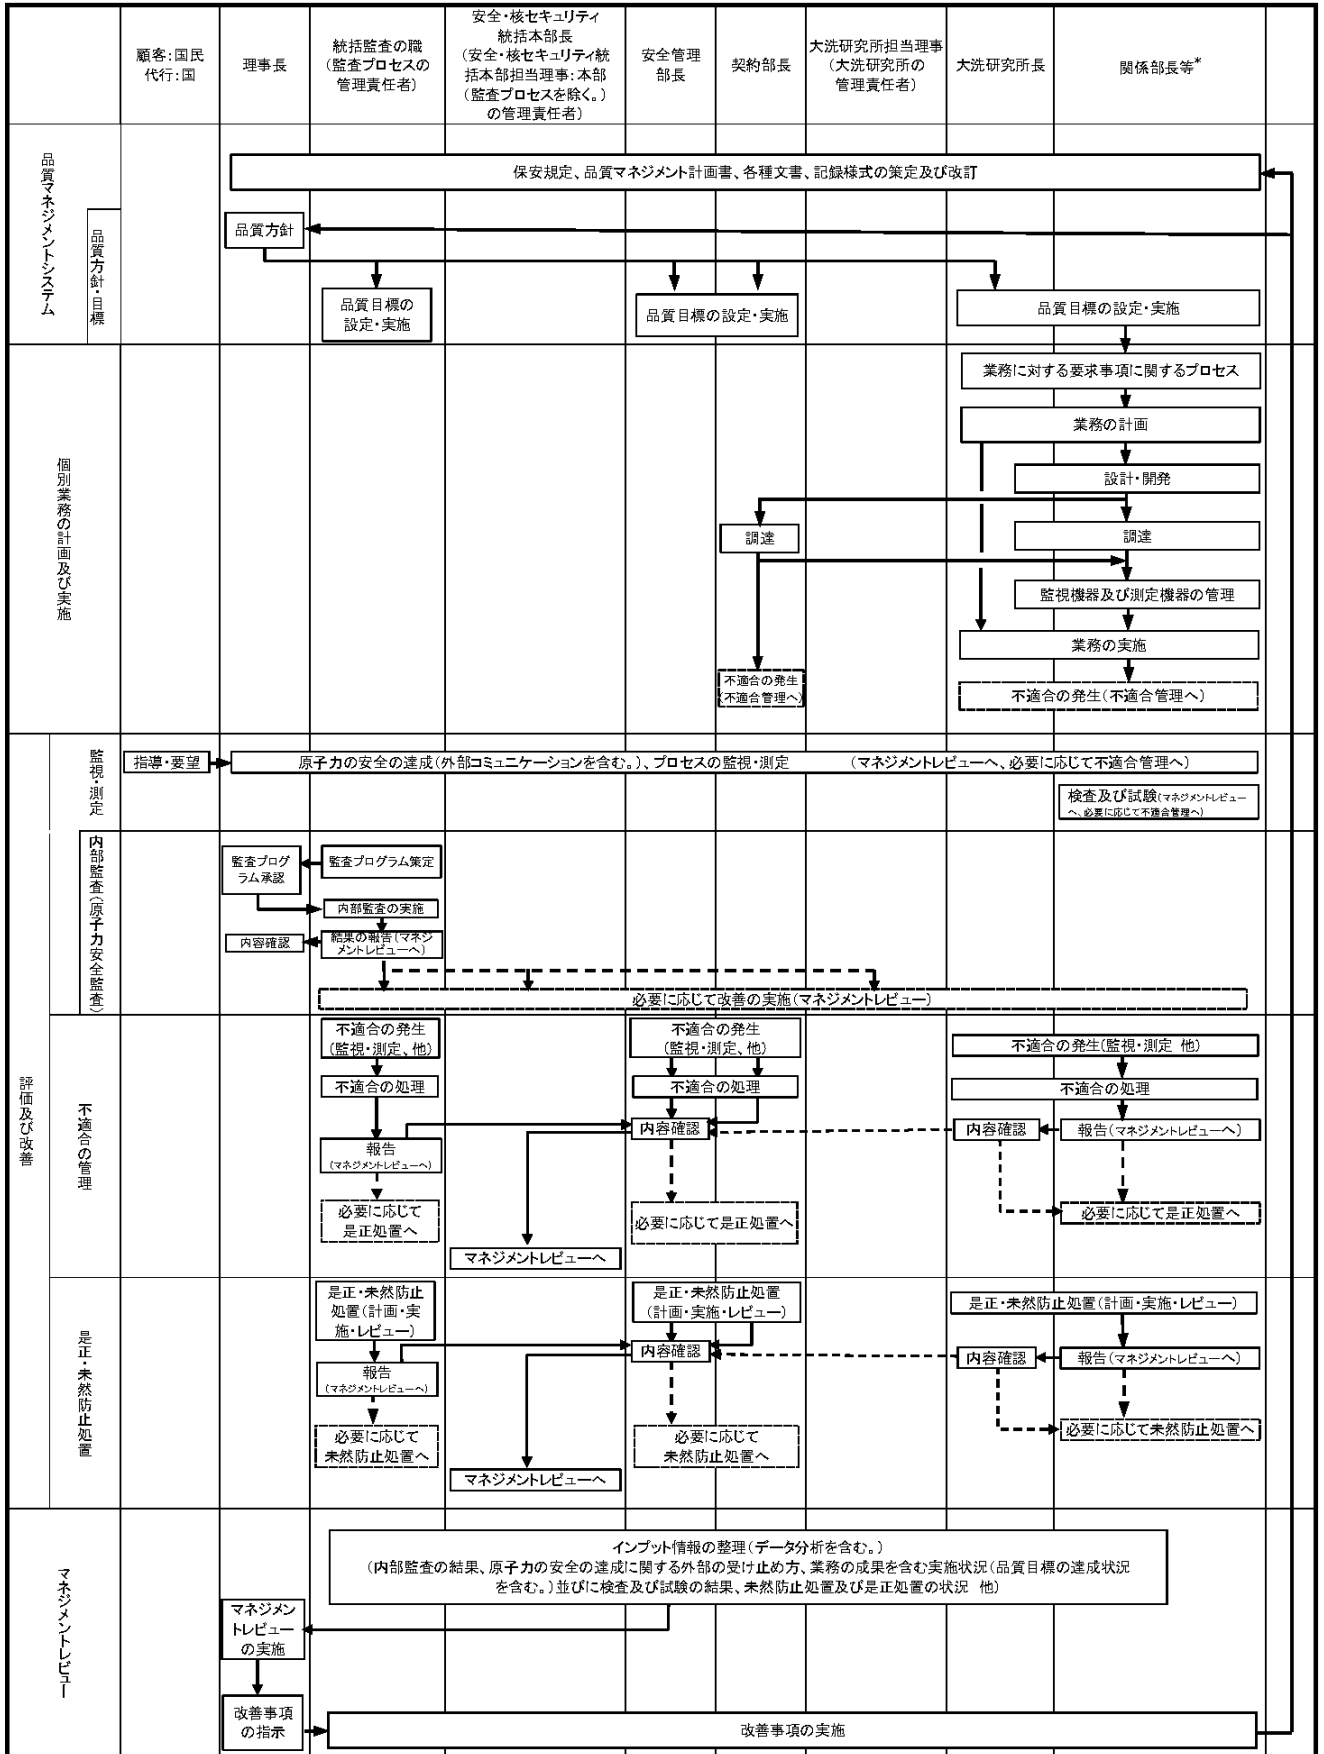 顧客:国民
代行:国
理事長
統括監査の職
(監査プロセスの
管理責任者)
安全・核セキュリティ
統括本部長
(安全・核セキュリティ統
括本部担当理事:本部
(監査プロセスを除く。)
の管理責任者)
安全管理
部長
契約部長
大洗研究所担当理事
(大洗研究所の
管理責任者)
大洗研究所長
関係部長等*
品質マネジメントシステム
保安規定、品質マネジメント計画書、各種文書、記録様式の策定及び改訂
品質方針・目標
品質方針
品質目標の
設定・実施
品質目標の設定・実施
品質目標の設定・実施
個別業務の計画及び実施
業務に対する要求事項に関するプロセス
業務の計画
設計・開発
調達
調達
監視機器及び測定機器の管理
業務の実施
不適合の発生
(不適合管理へ)
不適合の発生(不適合管理へ)
評価及び改善
監視・測定
指導・要望
原子力の安全の達成(外部コミュニケーションを含む。)、プロセスの監視・測定 (マネジメントレビューへ、必要に応じて不適合管理へ)
検査及び試験(マネジメントレビュー
へ、必要に応じて不適合管理へ)
内部監査(原子力安全監査)
監査プログ
ラム承認
監査プログラム策定
内部監査の実施
内容確認
結果の報告(マネジ
メントレビューへ)
必要に応じて改善の実施(マネジメントレビュー)
不適合の管理
不適合の発生
(監視・測定、他)
不適合の発生
(監視・測定、他)
不適合の発生(監視・測定 他)
不適合の処理
不適合の処理
不適合の処理
報告
(マネジメントレビューへ)
内容確認
内容確認
報告(マネジメントレビューへ)
必要に応じて
是正処置へ
必要に応じて是正処置へ
必要に応じて是正処置へ
マネジメントレビューへ
是正・未然防止処置
是正・未然防止
処置(計画・実
施・レビュー)
是正・未然防止処置
(計画・実施・レビュー)
是正・未然防止処置(計画・実施・レビュー)
報告
(マネジメントレビューへ)
内容確認
内容確認
報告(マネジメントレビューへ)
必要に応じて
未然防止処置へ
必要に応じて
未然防止処置へ
必要に応じて未然防止処置へ
マネジメントレビューへ
マネジメントレビュー
インプット情報の整理(データ分析を含む。)
(内部監査の結果、原子力の安全の達成に関する外部の受け止め方、業務の成果を含む実施状況(品質目標の達成状況
を含む。)並びに検査及び試験の結果、未然防止処置及び是正処置の状況 他)
マネジメン
トレビュー
の実施
改善事項
の指示
改善事項の実施